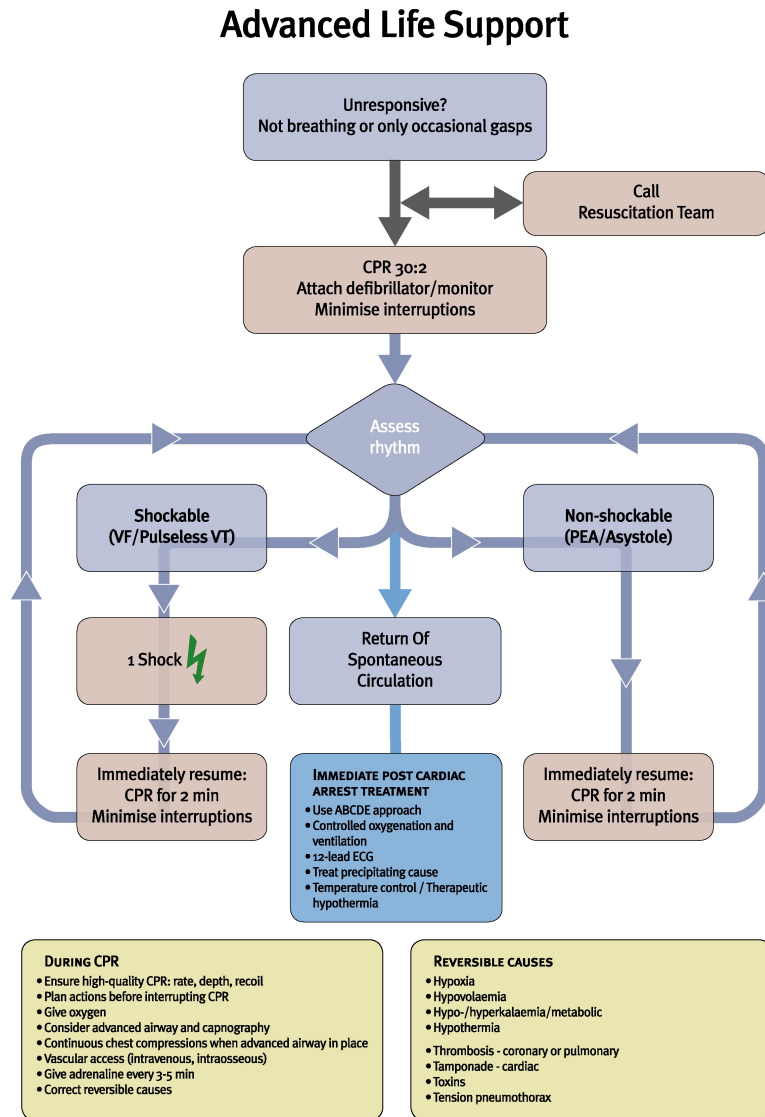 Advanced Life Support
Unresponsive?
Not breathing or only occasional gasps
Call
Resuscitation Team
CPR 30:2
Attach defibrillator/monitor
Minimise interruptions
Assess
rhythm
Shockable
(VF/Pulseless VT)
Non-shockable
(PEA/Asystole)
1 Shock
Return Of
Spontaneous
Circulation
Immediately resume:
CPR for 2 min
Minimise interruptions
Immediate post cardiac
arrest treatment
• Use ABCDE approach
• Controlled oxygenation and
ventilation
• 12-lead ECG
• Treat precipitating cause
• Temperature control / Therapeutic
hypothermia
Immediately resume:
CPR for 2 min
Minimise interruptions
During CPR
• Ensure high-quality CPR: rate, depth, recoil
• Plan actions before interrupting CPR
• Give oxygen
• Consider advanced airway and capnography
• Continuous chest compressions when advanced airway in place
• Vascular access (intravenous, intraosseous)
• Give adrenaline every 3-5 min
• Correct reversible causes
Reversible causes
• Hypoxia
• Hypovolaemia
• Hypo-/hyperkalaemia/metabolic
• Hypothermia
• Thrombosis - coronary or pulmonary
• Tamponade - cardiac
• Toxins
• Tension pneumothorax